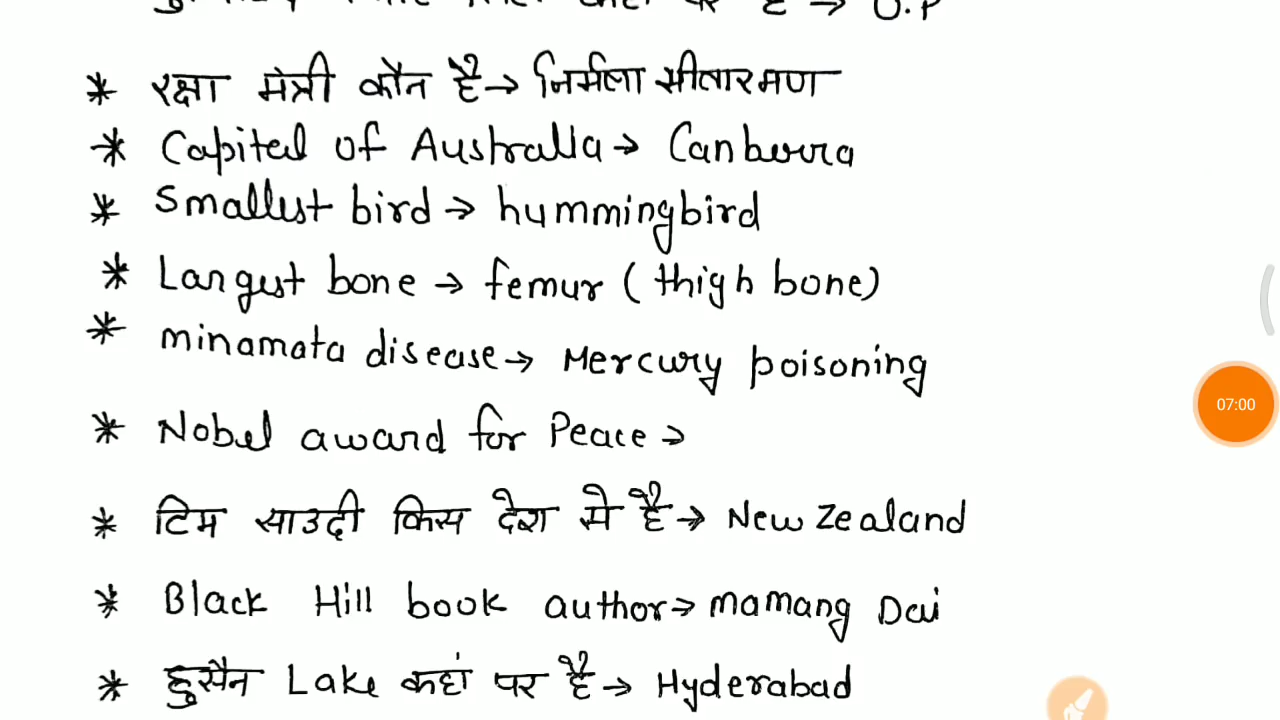 पर है → U.P
* रक्षा मंत्री कौन है → निर्मला सीतारमण
* Capital of Australia → Canberra
* Smallest bird → hummingbird
* Largest bone → femur (thigh bone)
* minamata disease → Mercury poisoning
07:00
* Nobel award for Peace →
* टिम साउदी किस देश से है → New Zealand
* Black Hill book author → mamang Dai
* हुसैन Lake कहां पर है → Hyderabad